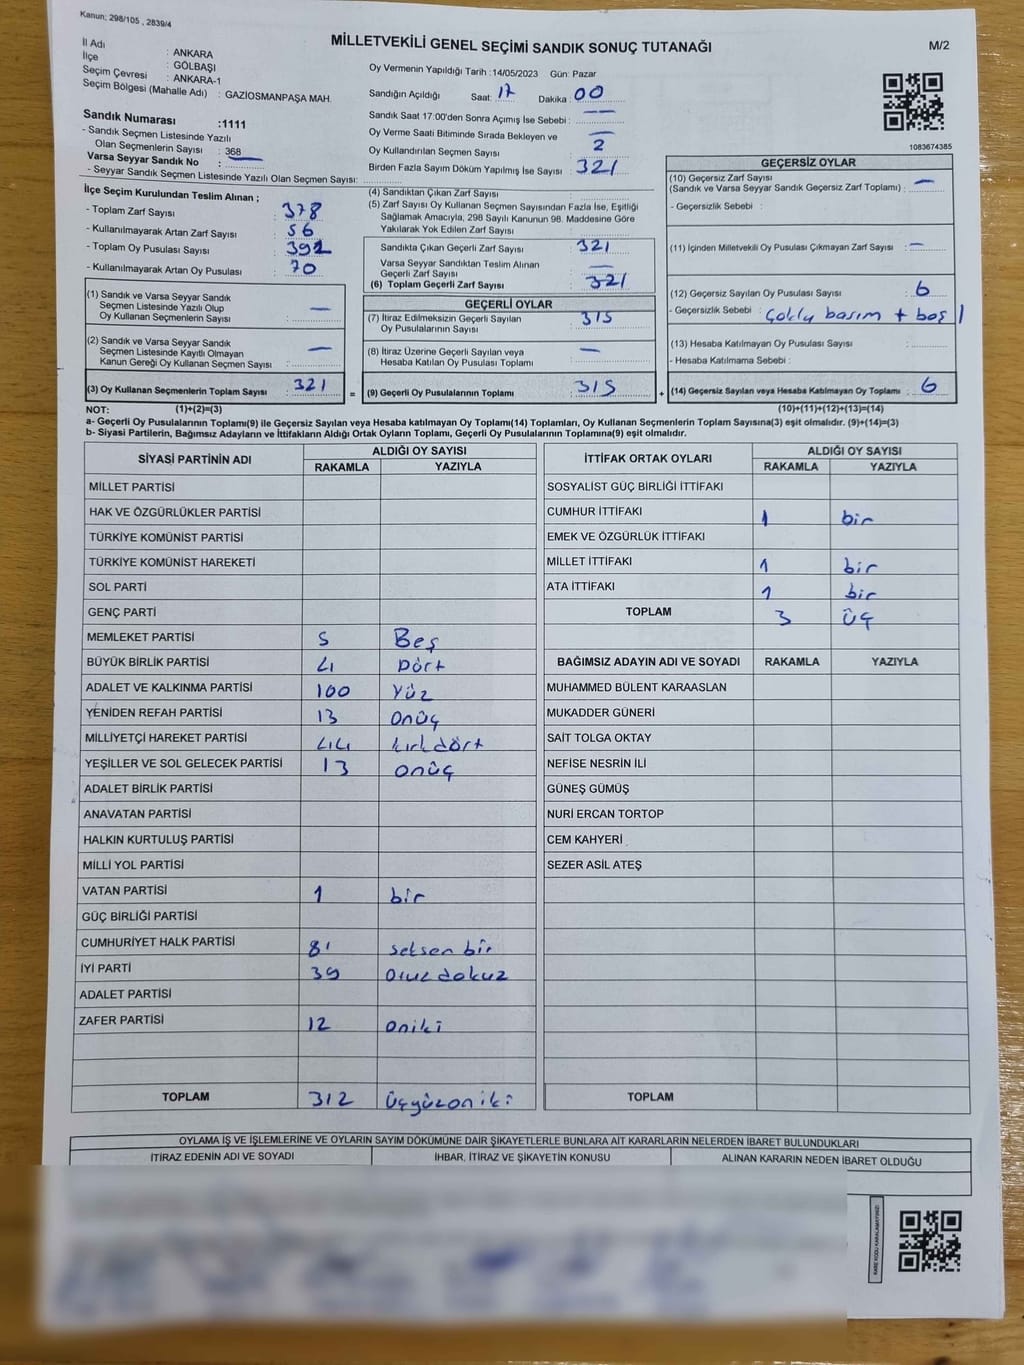 Kanun; 298/105 , 2839/4
MİLLETVEKİLİ GENEL SEÇİMİ SANDIK SONUÇ TUTANAĞI
M/2
İl Adı : ANKARA
İlçe : GÖLBAŞI
Seçim Çevresi : ANKARA-1
Seçim Bölgesi (Mahalle Adı) : GAZİOSMANPAŞA MAH.
Oy Vermenin Yapıldığı Tarih :14/05/2023 Gün: Pazar
Sandığın Açıldığı Saat: 17 Dakika : 00
Sandık Saat 17:00'den Sonra Açımış İse Sebebi : —
Oy Verme Saati Bitiminde Sırada Bekleyen ve
Oy Kullandırılan Seçmen Sayısı : 2
Birden Fazla Sayım Döküm Yapılmış İse Sayısı : 321
1083674385
Sandık Numarası :1111
- Sandık Seçmen Listesinde Yazılı
Olan Seçmenlerin Sayısı : 368
Varsa Seyyar Sandık No :
- Seyyar Sandık Seçmen Listesinde Yazılı Olan Seçmen Sayısı:
İlçe Seçim Kurulundan Teslim Alınan ;
- Toplam Zarf Sayısı : 378
- Kullanılmayarak Artan Zarf Sayısı : 56
- Toplam Oy Pusulası Sayısı : 392
- Kullanılmayarak Artan Oy Pusulası : 70
(1) Sandık ve Varsa Seyyar Sandık
Seçmen Listesinde Yazılı Olup
Oy Kullanan Seçmenlerin Sayısı : —
(2) Sandık ve Varsa Seyyar Sandık
Seçmen Listesinde Kayıtlı Olmayan
Kanun Gereği Oy Kullanan Seçmen Sayısı : —
(3) Oy Kullanan Seçmenlerin Toplam Sayısı : 321
(4) Sandıktan Çıkan Zarf Sayısı :
(5) Zarf Sayısı Oy Kullanan Seçmen Sayısından Fazla İse, Eşitliği
Sağlamak Amacıyla, 298 Sayılı Kanunun 98. Maddesine Göre
Yakılarak Yok Edilen Zarf Sayısı :
Sandıkta Çıkan Geçerli Zarf Sayısı : 321
Varsa Seyyar Sandıktan Teslim Alınan
Geçerli Zarf Sayısı : —
(6) Toplam Geçerli Zarf Sayısı : 321
GEÇERLİ OYLAR
(7) İtiraz Edilmeksizin Geçerli Sayılan
Oy Pusulalarının Sayısı : 315
(8) İtiraz Üzerine Geçerli Sayılan veya
Hesaba Katılan Oy Pusulası Toplamı : —
= (9) Geçerli Oy Pusulalarının Toplamı : 315
GEÇERSİZ OYLAR
(10) Geçersiz Zarf Sayısı
(Sandık ve Varsa Seyyar Sandık Geçersiz Zarf Toplamı) : —
- Geçersizlik Sebebi :
(11) İçinden Milletvekili Oy Pusulası Çıkmayan Zarf Sayısı : —
(12) Geçersiz Sayılan Oy Pusulası Sayısı : 6
- Geçersizlik Sebebi : Çoklu basım + boş
(13) Hesaba Katılmayan Oy Pusulası Sayısı :
- Hesaba Katılmama Sebebi :
+ (14) Geçersiz Sayılan veya Hesaba Katılmayan Oy Toplamı : 6
NOT: (1)+(2)=(3)
(10)+(11)+(12)+(13)=(14)
a- Geçerli Oy Pusulalarının Toplamı(9) ile Geçersiz Sayılan veya Hesaba katılmayan Oy Toplamı(14) Toplamları, Oy Kullanan Seçmenlerin Toplam Sayısına(3) eşit olmalıdır. (9)+(14)=(3)
b- Siyasi Partilerin, Bağımsız Adayların ve İttifakların Aldığı Ortak Oyların Toplamı, Geçerli Oy Pusulalarının Toplamına(9) eşit olmalıdır.
SİYASİ PARTİNİN ADI ALDIĞI OY SAYISI
RAKAMLA YAZIYLA
MİLLET PARTİSİ
HAK VE ÖZGÜRLÜKLER PARTİSİ
TÜRKİYE KOMÜNİST PARTİSİ
TÜRKİYE KOMÜNİST HAREKETİ
SOL PARTİ
GENÇ PARTİ
MEMLEKET PARTİSİ 5 Beş
BÜYÜK BİRLİK PARTİSİ 4 Dört
ADALET VE KALKINMA PARTİSİ 100 Yüz
YENİDEN REFAH PARTİSİ 13 Onüç
MİLLİYETÇİ HAREKET PARTİSİ 44 kırkdört
YEŞİLLER VE SOL GELECEK PARTİSİ 13 onüç
ADALET BİRLİK PARTİSİ
ANAVATAN PARTİSİ
HALKIN KURTULUŞ PARTİSİ
MİLLİ YOL PARTİSİ
VATAN PARTİSİ 1 bir
GÜÇ BİRLİĞİ PARTİSİ
CUMHURİYET HALK PARTİSİ 81 seksen bir
İYİ PARTİ 39 Otuz dokuz
ADALET PARTİSİ
ZAFER PARTİSİ 12 oniki
TOPLAM 312 Üçyüzoniki
İTTİFAK ORTAK OYLARI ALDIĞI OY SAYISI
RAKAMLA YAZIYLA
SOSYALİST GÜÇ BİRLİĞİ İTTİFAKI
CUMHUR İTTİFAKI 1 bir
EMEK VE ÖZGÜRLÜK İTTİFAKI
MİLLET İTTİFAKI 1 bir
ATA İTTİFAKI 1 bir
TOPLAM 3 üç
BAĞIMSIZ ADAYIN ADI VE SOYADI RAKAMLA YAZIYLA
MUHAMMED BÜLENT KARAASLAN
MUKADDER GÜNERİ
SAİT TOLGA OKTAY
NEFİSE NESRİN İLİ
GÜNEŞ GÜMÜŞ
NURİ ERCAN TORTOP
CEM KAHYERİ
SEZER ASİL ATEŞ
TOPLAM
OYLAMA İŞ VE İŞLEMLERİNE VE OYLARIN SAYIM DÖKÜMÜNE DAİR ŞİKAYETLERLE BUNLARA AİT KARARLARIN NELERDEN İBARET BULUNDUKLARI
İTİRAZ EDENİN ADI VE SOYADI İHBAR, İTİRAZ VE ŞİKAYETİN KONUSU ALINAN KARARIN NEDEN İBARET OLDUĞU
KARE KODU KARALAMAYINIZ!